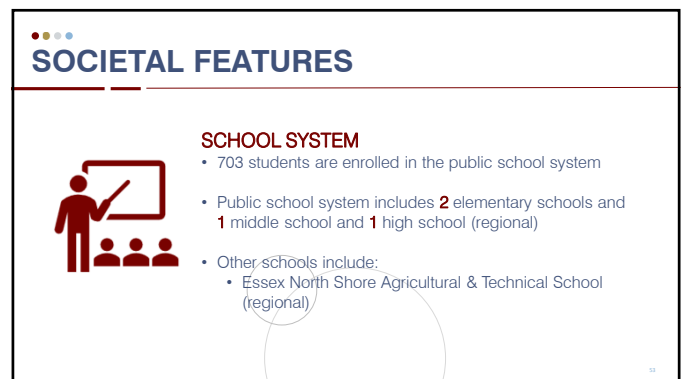 SOCIETAL FEATURES
SCHOOL SYSTEM
• 703 students are enrolled in the public school system
• Public school system includes 2 elementary schools and
1 middle school and 1 high school (regional)
• Other schools include:
• Essex North Shore Agricultural & Technical School
(regional)